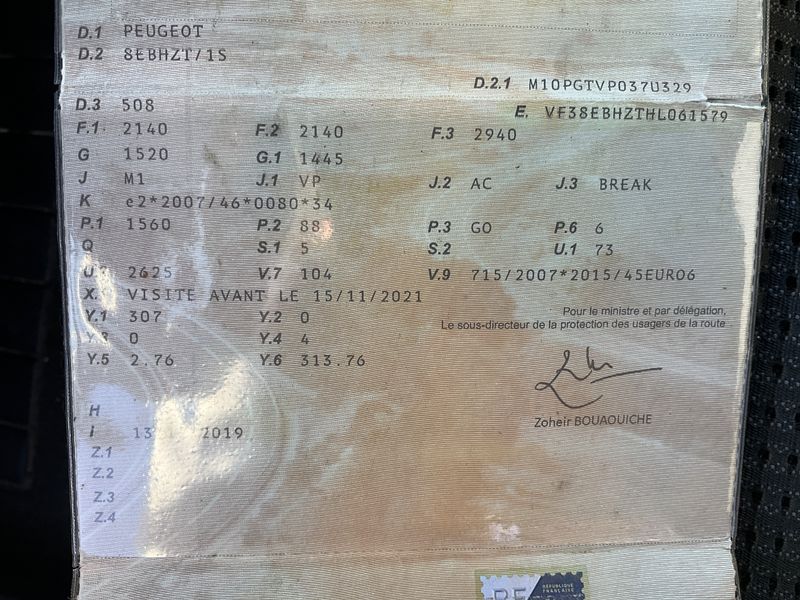 D.1 PEUGEOT
D.2 8EBHZT/1S
D.2.1 M10PGTVP037U329
D.3 508 E. VF38EBHZTHL061579
F.1 2140 F.2 2140 F.3 2940
G 1520 G.1 1445
J M1 J.1 VP J.2 AC J.3 BREAK
K e2*2007/46*0080*34
P.1 1560 P.2 88 P.3 GO P.6 6
Q S.1 5 S.2 U.1 73
2625 V.7 104 V.9 715/2007*2015/45EURO6
X. VISITE AVANT LE 15/11/2021
Y.1 307 Y.2 0
0 Y.4 4
Y.5 2.76 Y.6 313.76
Pour le ministre et par délégation,
Le sous-directeur de la protection des usagers de la route
Zoheir BOUAOUICHE
H
I 13 2019
Z.1
Z.2
Z.3
Z.4
RÉPUBLIQUE
FRANÇAISE